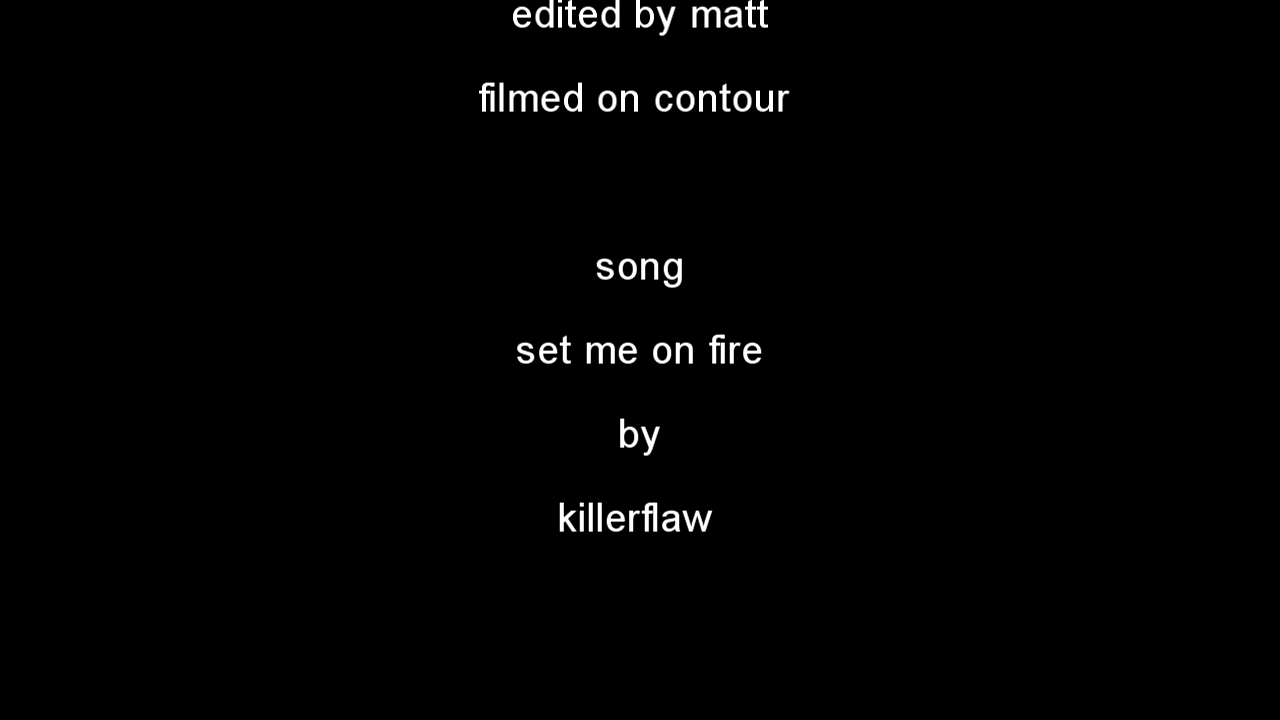 edited by matt
filmed on contour
song
set me on fire
by
killerflaw